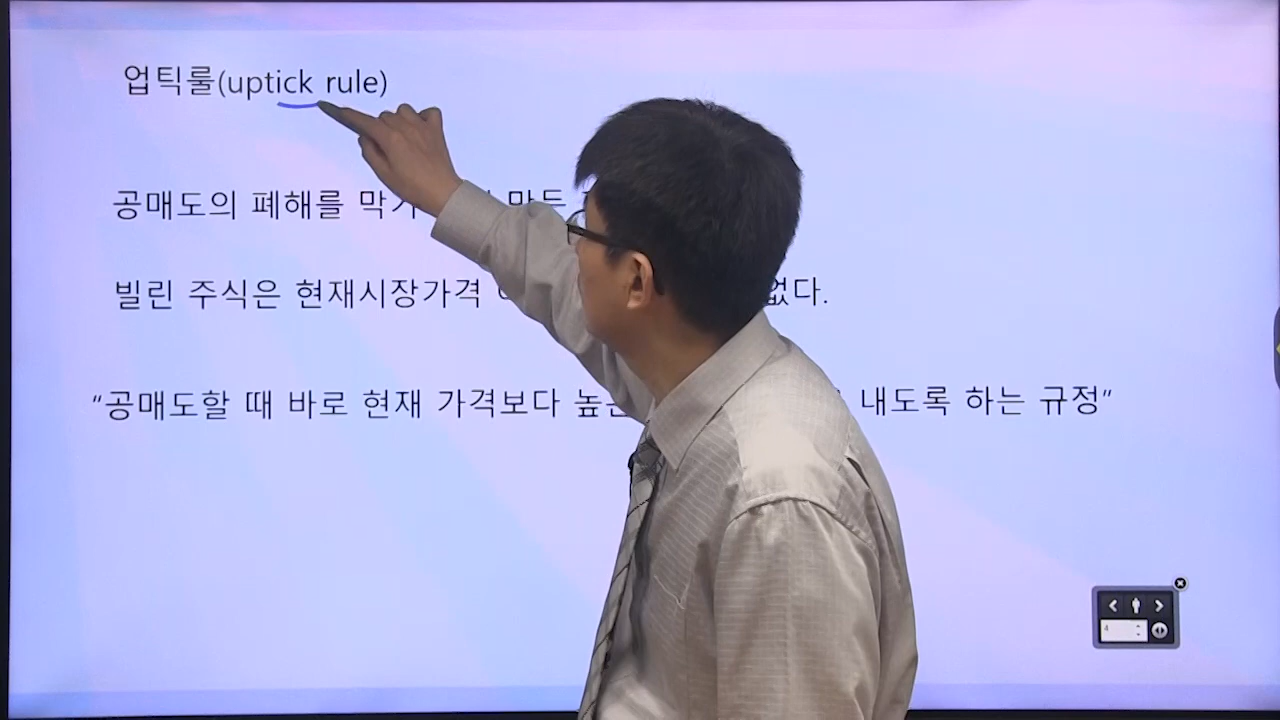 업틱룰(uptick rule)
공매도의 폐해를 막기
빌린 주식은 현재시장가격 없다.
“공매도할 때 바로 현재 가격보다 높은 내도록 하는 규정”
4